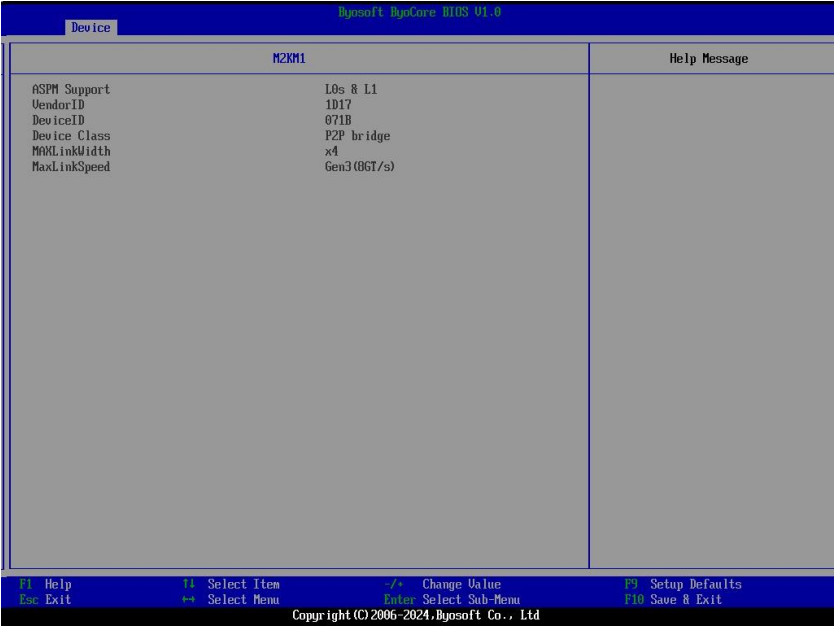 Byosoft ByoCore BIOS V1.0
Device
M2KM1
Help Message
ASPM Support L0s & L1
VendorID 1D17
DeviceID 071B
Device Class P2P bridge
MAXLinkWidth x4
MaxLinkSpeed Gen3(8GT/s)
F1 Help ↑↓ Select Item -/+ Change Value F9 Setup Defaults
Esc Exit ←→ Select Menu Enter Select Sub-Menu F10 Save & Exit
Copyright(C)2006-2024,Byosoft Co., Ltd